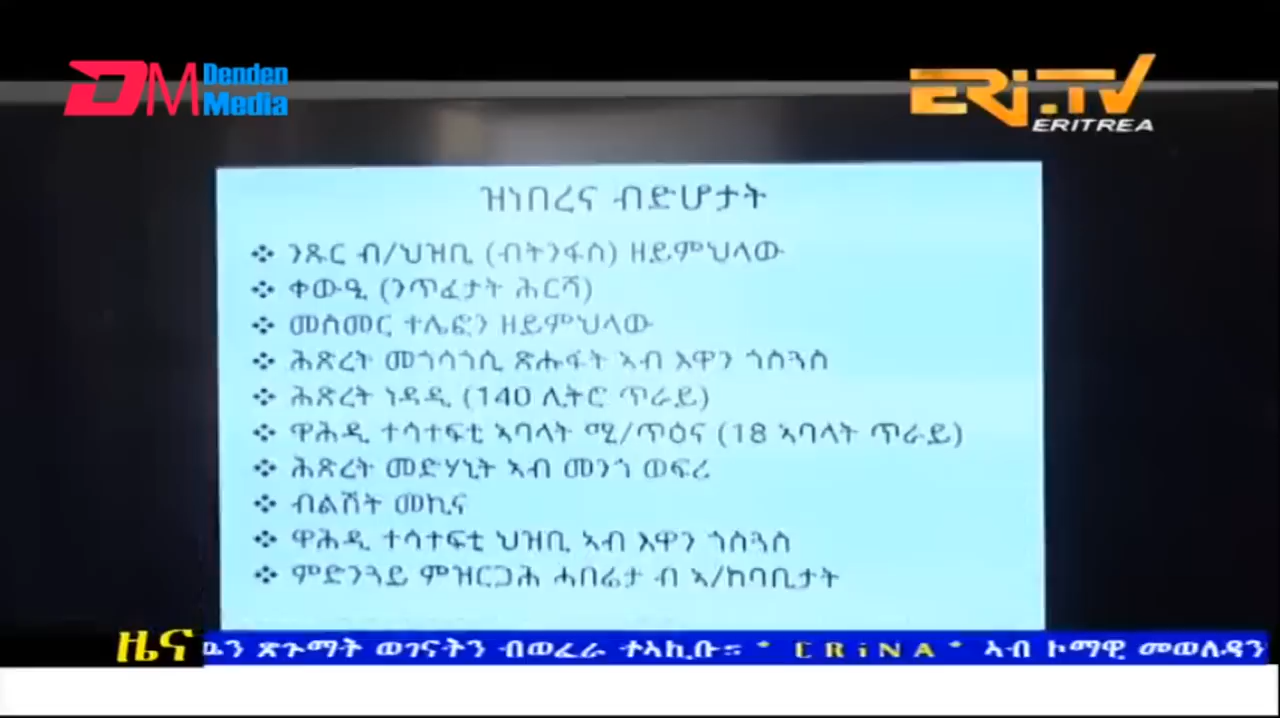 DM Denden Media
ERi.TV
ERITREA
ዝነበረና ብድሆታት
❖ ንጹር ብ/ህዝቢ (ብትንፋስ) ዘይምህላው
❖ ቀውዒ (ንጥፈታት ሕርሻ)
❖ መስመር ተሌፎን ዘይምህላው
❖ ሕጽረት መጎሳጎሲ ጽሑፋት ኣብ እዋን ጎስጓስ
❖ ሕጽረት ነዳዲ (140 ሊትሮ ጥራይ)
❖ ዋሕዲ ተሳተፍቲ ኣባላት ሚ/ጥዕና (18 ኣባላት ጥራይ)
❖ ሕጽረት መድሃኒት ኣብ መንጎ ወፍሪ
❖ ብልሽት መኪና
❖ ዋሕዲ ተሳተፍቲ ህዝቢ ኣብ እዋን ጎስጓስ
❖ ምድንጓይ ምዝርጋሕ ሓበሬታ ብ ኣ/ከባቢታት
ዜና ዉን ጽጉማት ወገናትን ብወፈራ ተኣኪቡ። * ERiNA * ኣብ ኮማዊ መወለዳን